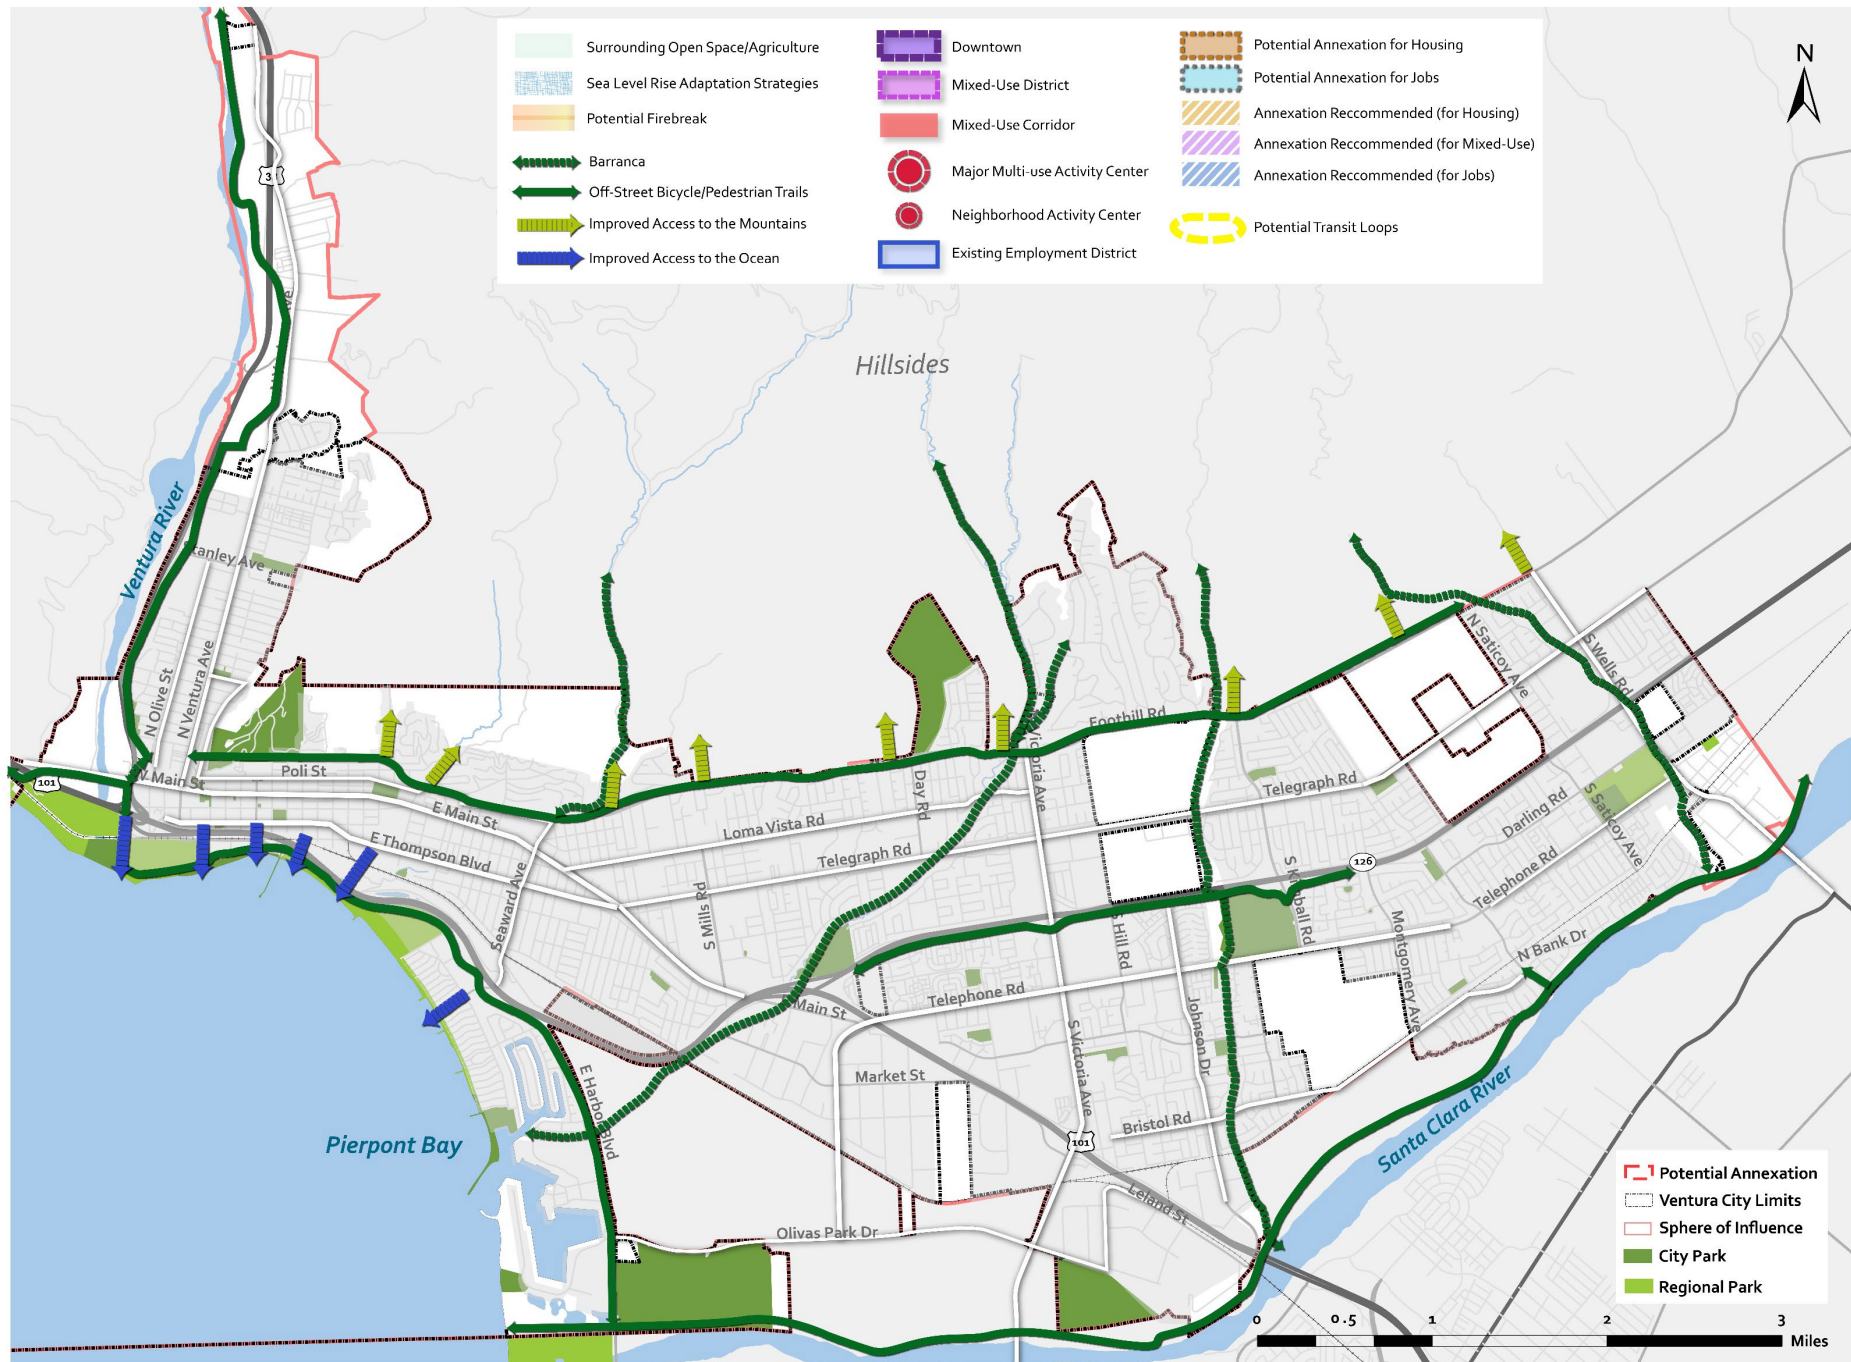 Surrounding Open Space/Agriculture
Sea Level Rise Adaptation Strategies
Potential Firebreak
Barranca
Off-Street Bicycle/Pedestrian Trails
Improved Access to the Mountains
Improved Access to the Ocean
Downtown
Mixed-Use District
Mixed-Use Corridor
Major Multi-use Activity Center
Neighborhood Activity Center
Existing Employment District
Potential Annexation for Housing
Potential Annexation for Jobs
Annexation Reccommended (for Housing)
Annexation Reccommended (for Mixed-Use)
Annexation Reccommended (for Jobs)
Potential Transit Loops
N
Hillsides
Ventura River
Stanley Ave
N Olive St
N Ventura Ave
101
W Main St
Poli St
E Main St
E Thompson Blvd
Seaward Ave
S Mills Rd
Loma Vista Rd
Telegraph Rd
Day Rd
Victoria Ave
Foothill Rd
Telegraph Rd
N Saticoy Ave
S Wells Rd
Darling Rd
S Saticoy Ave
Telephone Rd
126
S Kimball Rd
Montgomery Ave
N Bank Dr
S Hill Rd
Telephone Rd
Main St
Johnson Dr
S Victoria Ave
Market St
Bristol Rd
101
E Harbor Blvd
Leland St
Olivas Park Dr
Pierpont Bay
Santa Clara River
Potential Annexation
Ventura City Limits
Sphere of Influence
City Park
Regional Park
0 0.5 1 2 3
Miles